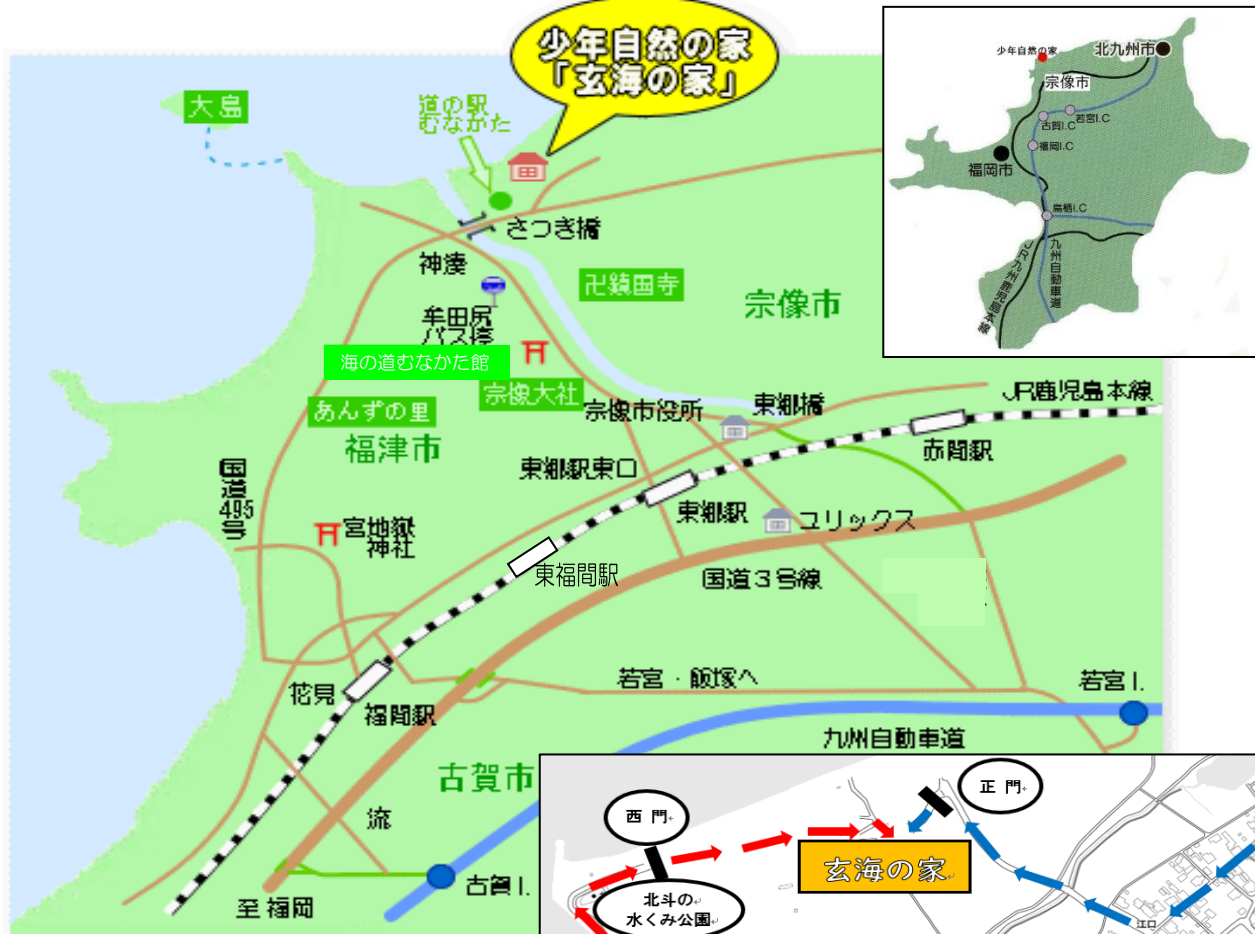 少年自然の家
「玄海の家」
大島
道の駅
むなかた
さつき橋
神湊
卍鎮国寺
宗像市
牟田尻
バス停
海の道むなかた館
宗像大社
あんずの里
福津市
宗像市役所
東郷橋
JR鹿児島本線
赤間駅
東郷駅東口
東郷駅
ユリックス
国道495号
宮地嶽
神社
東福間駅
国道3号線
花見
福間駅
若宮・飯塚へ
若宮I.
九州自動車道
古賀市
流
古賀I.
至福岡
少年自然の家
北九州市
宗像市
若宮I.C
古賀I.C
福岡I.C
福岡市
鳥栖I.C
九州自動車道
JR九州鹿児島本線
正 門
西 門
玄海の家
北斗の
水くみ公園
江口